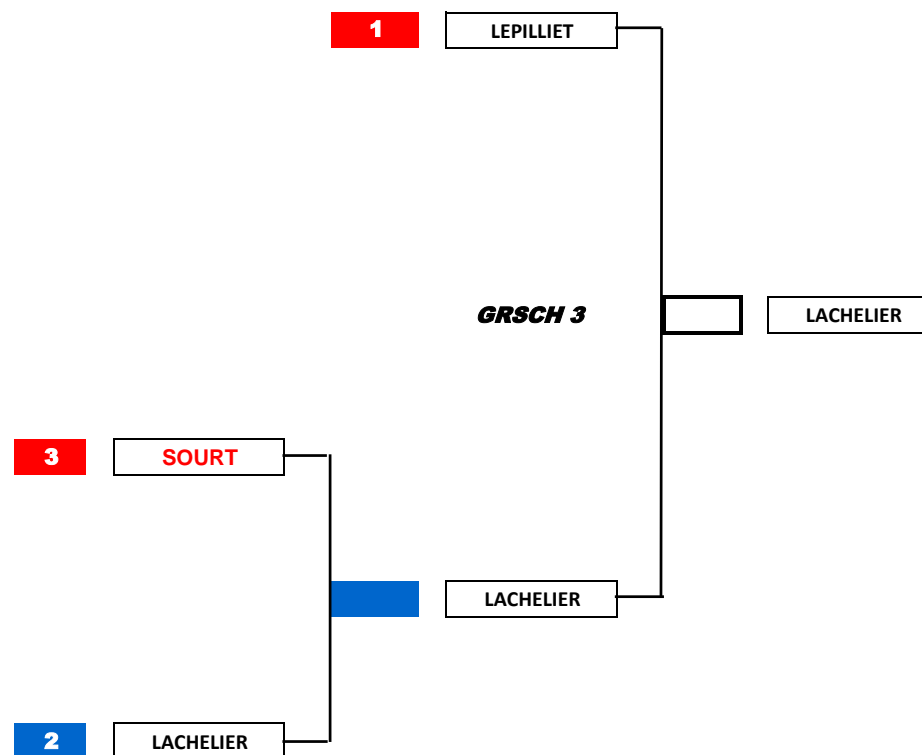 1 LEPILLIET
GRSCH 3
LACHELIER
3 SOURT
LACHELIER
2 LACHELIER